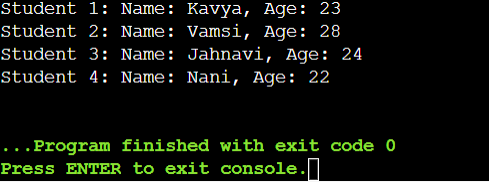 Student 1: Name: Kavya, Age: 23
Student 2: Name: Vamsi, Age: 28
Student 3: Name: Jahnavi, Age: 24
Student 4: Name: Nani, Age: 22
...Program finished with exit code 0
Press ENTER to exit console.